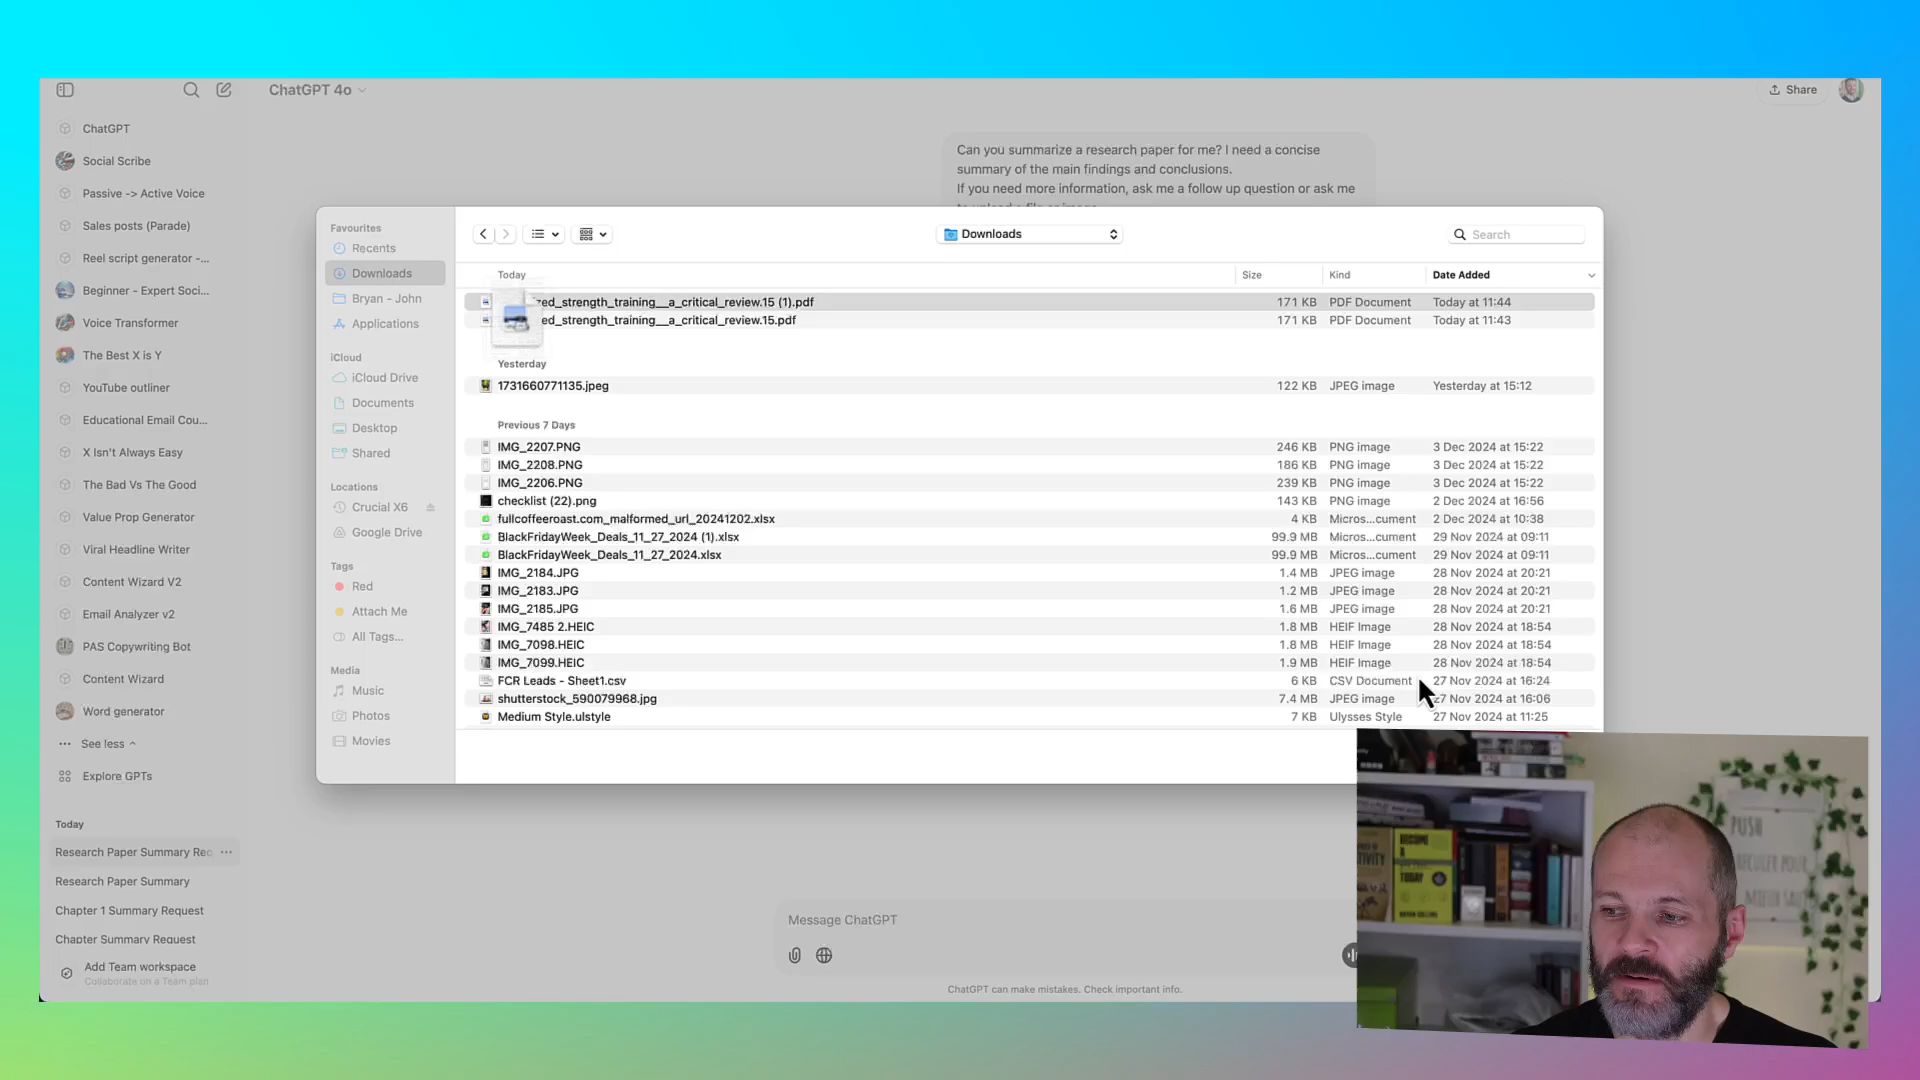 ChatGPT 4o
Share
ChatGPT
Social Scribe
Passive -> Active Voice
Sales posts (Parade)
Reel script generator -...
Beginner - Expert Soci...
Voice Transformer
The Best X is Y
YouTube outliner
Educational Email Cou...
X Isn't Always Easy
The Bad Vs The Good
Value Prop Generator
Viral Headline Writer
Content Wizard V2
Email Analyzer v2
PAS Copywriting Bot
Content Wizard
Word generator
See less
Explore GPTs
Today
Research Paper Summary Req
Research Paper Summary
Chapter 1 Summary Request
Chapter Summary Request
Add Team workspace
Collaborate on a Team plan
Can you summarize a research paper for me? I need a concise
summary of the main findings and conclusions.
If you need more information, ask me a follow up question or ask me
Favourites
Recents
Downloads
Bryan - John
Applications
iCloud
iCloud Drive
Documents
Desktop
Shared
Locations
Crucial X6
Google Drive
Tags
Red
Attach Me
All Tags...
Media
Music
Photos
Movies
Downloads
Search
Today Size Kind Date Added
ed_strength_training__a_critical_review.15 (1).pdf 171 KB PDF Document Today at 11:44
ed_strength_training__a_critical_review.15.pdf 171 KB PDF Document Today at 11:43
Yesterday
1731660771135.jpeg 122 KB JPEG image Yesterday at 15:12
Previous 7 Days
IMG_2207.PNG 246 KB PNG image 3 Dec 2024 at 15:22
IMG_2208.PNG 186 KB PNG image 3 Dec 2024 at 15:22
IMG_2206.PNG 239 KB PNG image 3 Dec 2024 at 15:22
checklist (22).png 143 KB PNG image 2 Dec 2024 at 16:56
fullcoffeeroast.com_malformed_url_20241202.xlsx 4 KB Micros...cument 2 Dec 2024 at 10:38
BlackFridayWeek_Deals_11_27_2024 (1).xlsx 99.9 MB Micros...cument 29 Nov 2024 at 09:11
BlackFridayWeek_Deals_11_27_2024.xlsx 99.9 MB Micros...cument 29 Nov 2024 at 09:11
IMG_2184.JPG 1.4 MB JPEG image 28 Nov 2024 at 20:21
IMG_2183.JPG 1.2 MB JPEG image 28 Nov 2024 at 20:21
IMG_2185.JPG 1.6 MB JPEG image 28 Nov 2024 at 20:21
IMG_7485 2.HEIC 1.8 MB HEIF Image 28 Nov 2024 at 18:54
IMG_7098.HEIC 1.8 MB HEIF Image 28 Nov 2024 at 18:54
IMG_7099.HEIC 1.9 MB HEIF Image 28 Nov 2024 at 18:54
FCR Leads - Sheet1.csv 6 KB CSV Document 27 Nov 2024 at 16:24
shutterstock_590079968.jpg 7.4 MB JPEG image 27 Nov 2024 at 16:06
Medium Style.ulstyle 7 KB Ulysses Style 27 Nov 2024 at 11:25
Message ChatGPT
ChatGPT can make mistakes. Check important info.
BECOME
A
TODAY
BRYAN COLLINS
PUSH
RECULER POUR
MIEUX